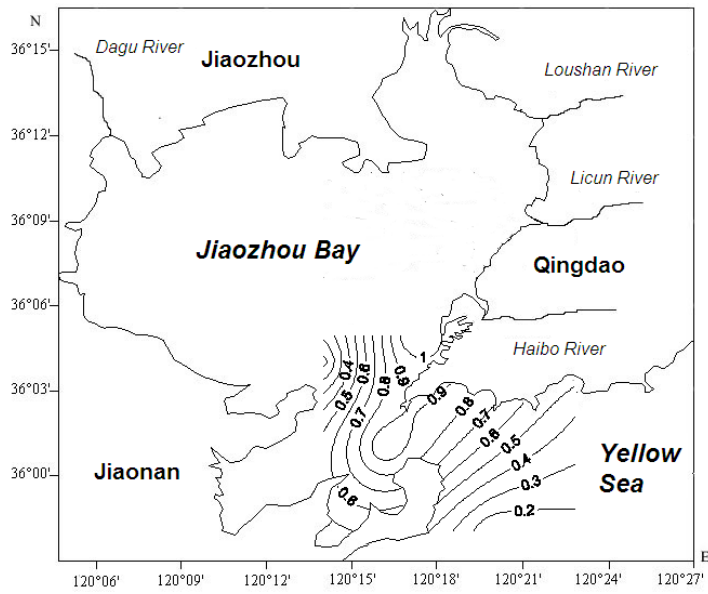 N
36°15'
36°12'
36°09'
36°06'
36°03'
36°00'
Dagu River
Jiaozhou
Loushan River
Licun River
Jiaozhou Bay
Qingdao
Haibo River
0.4
0.6
0.8
0.9
1
0.5
0.7
0.9
0.8
0.7
0.6
0.5
0.4
0.3
0.2
0.6
Jiaonan
Yellow
Sea
E
120°06' 120°09' 120°12' 120°15' 120°18' 120°21' 120°24' 120°27'